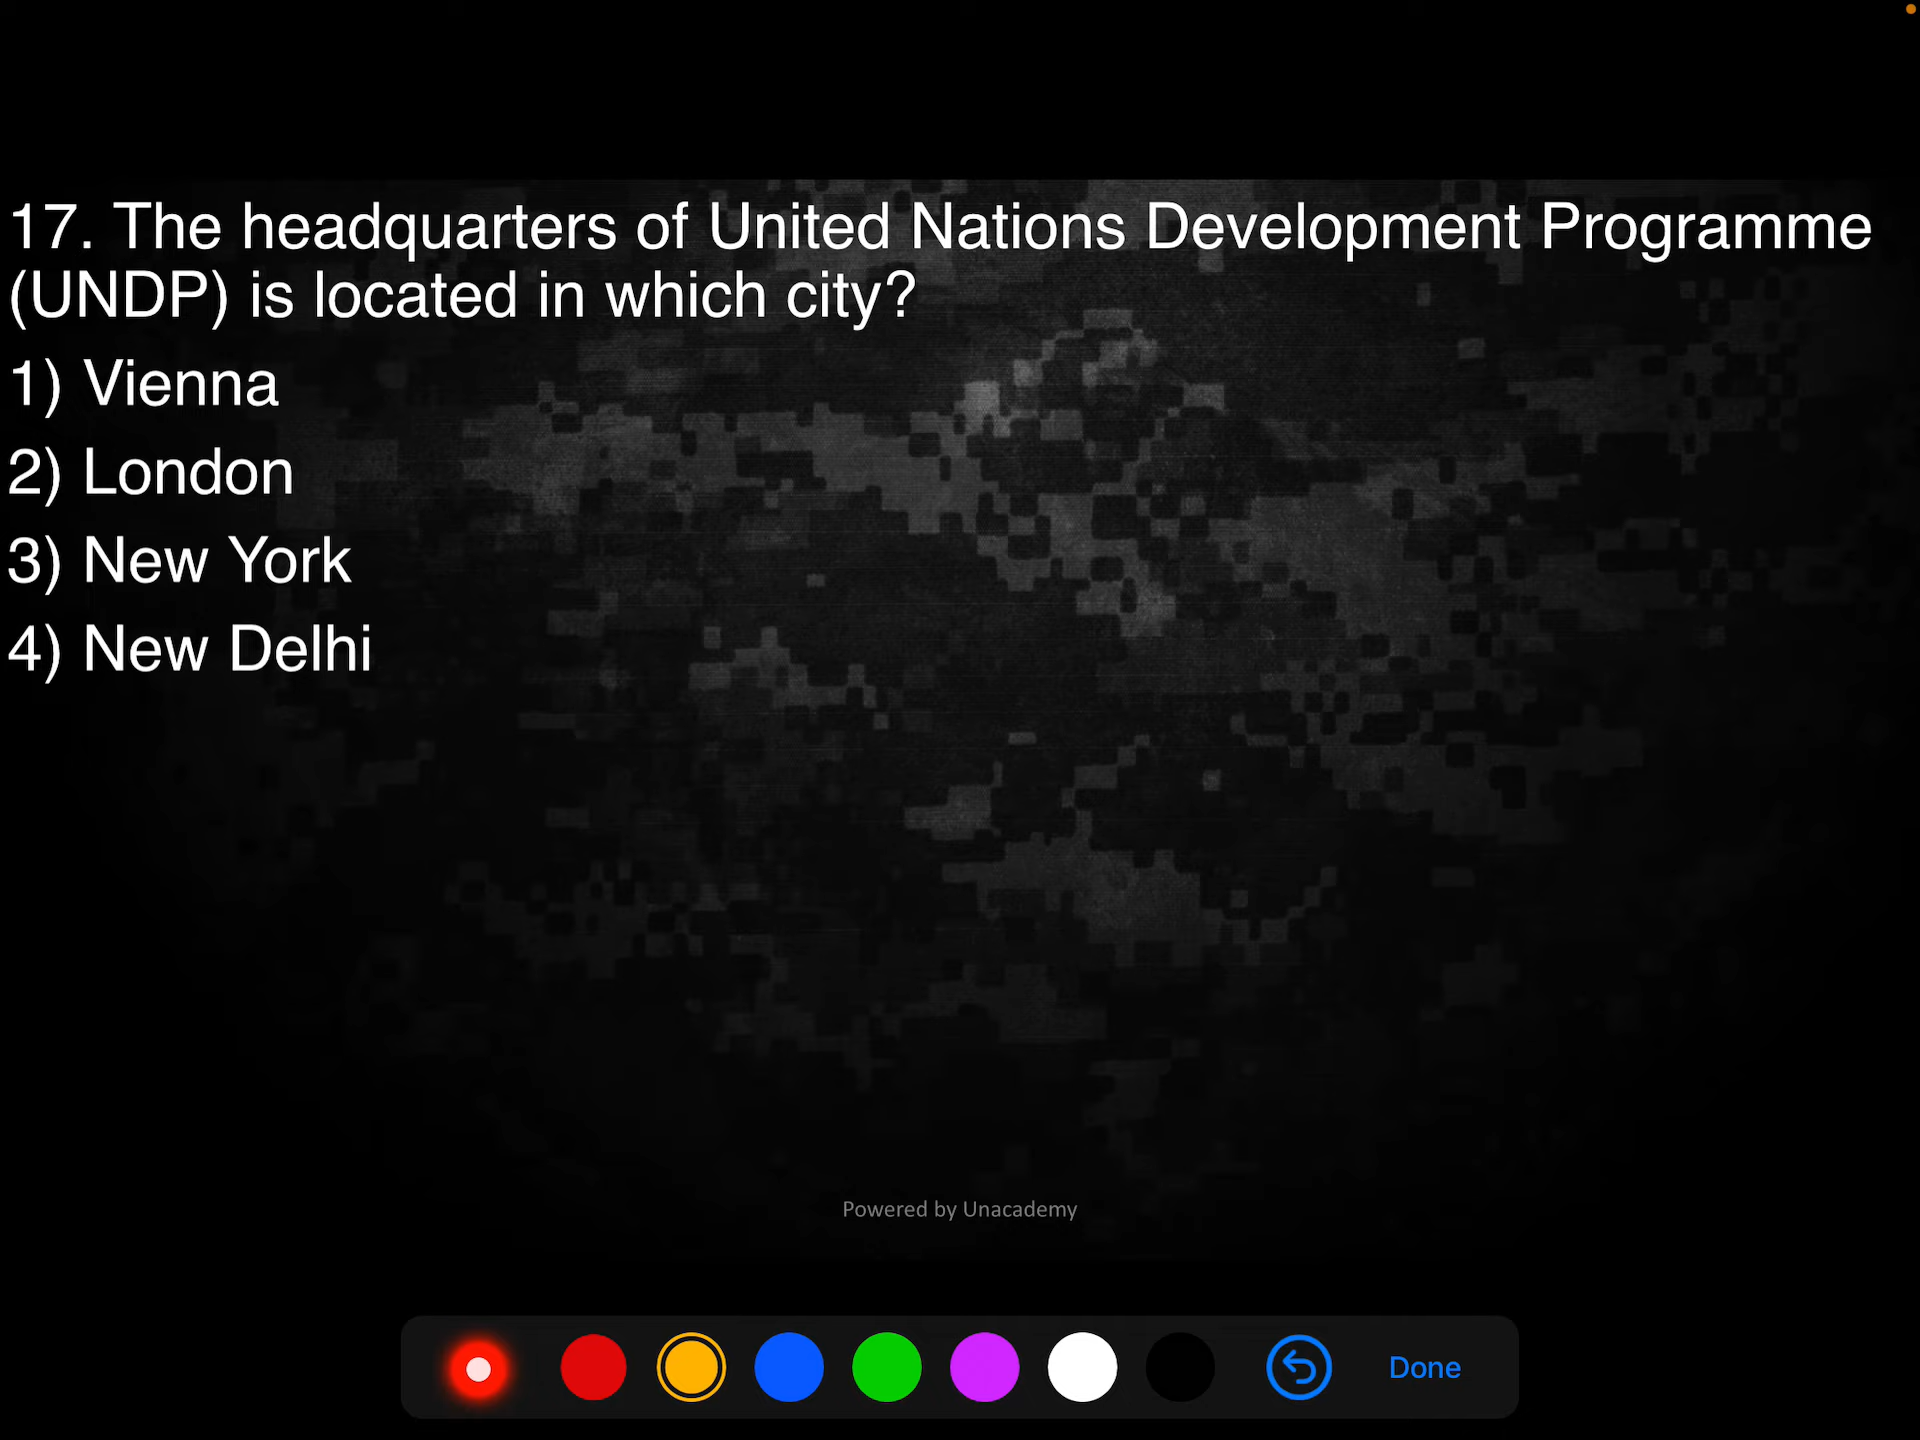 17. The headquarters of United Nations Development Programme
(UNDP) is located in which city?
1) Vienna
2) London
3) New York
4) New Delhi
Powered by Unacademy
Done